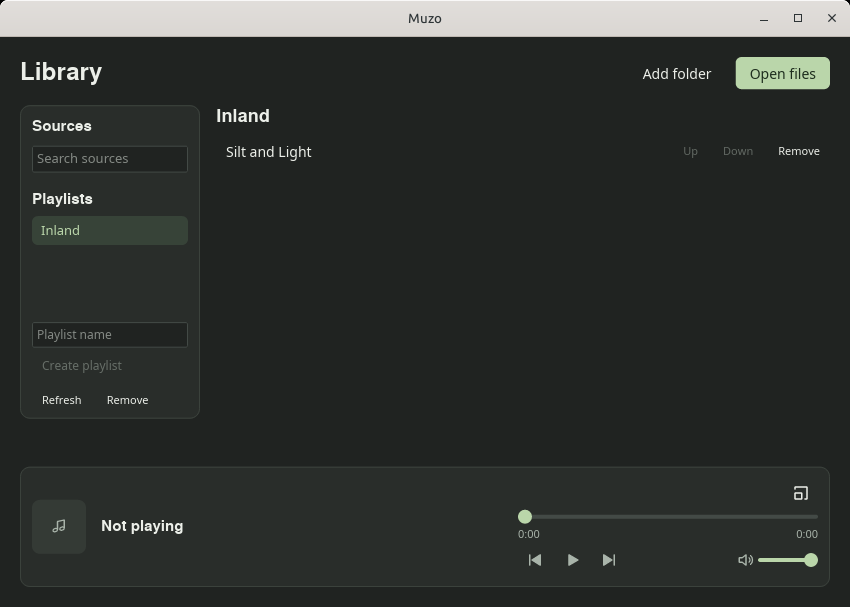 Muzo
Library
Add folder
Open files
Sources
Search sources
Playlists
Inland
Playlist name
Create playlist
Refresh
Remove
Inland
Silt and Light
Up
Down
Remove
Not playing
0:00
0:00